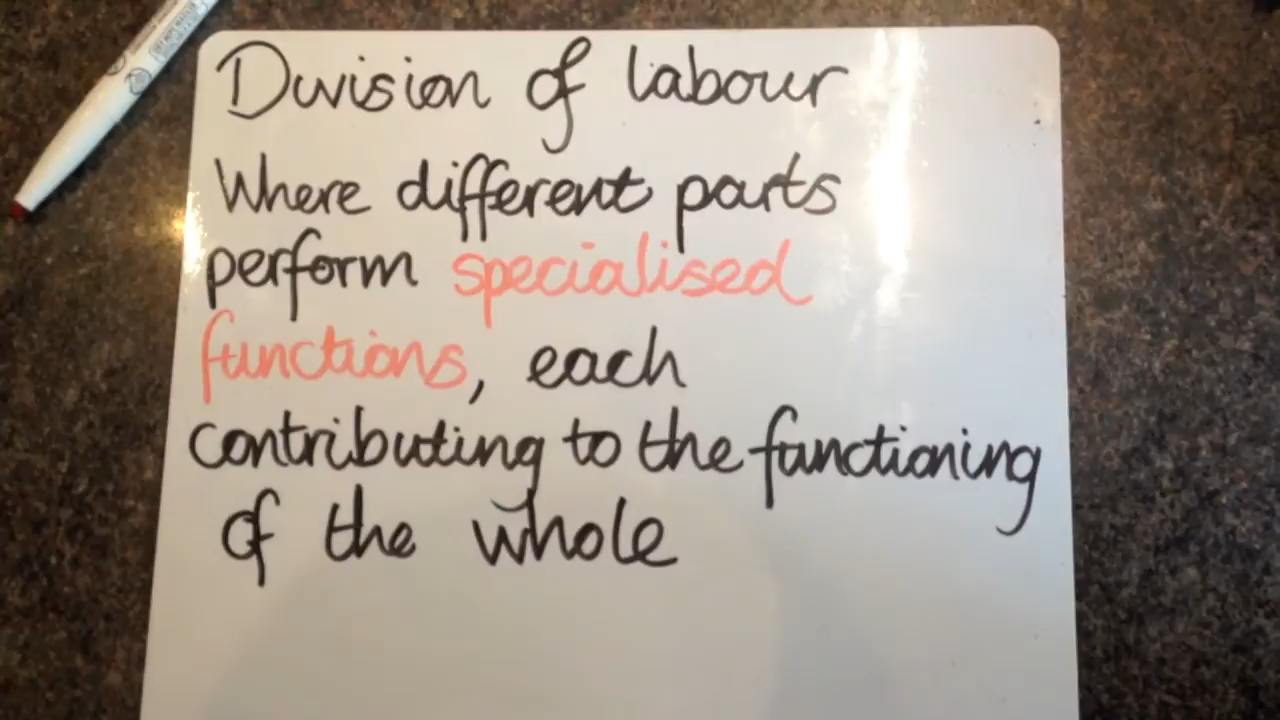 Division of labour
Where different parts
perform specialised
functions, each
contributing to the functioning
of the whole